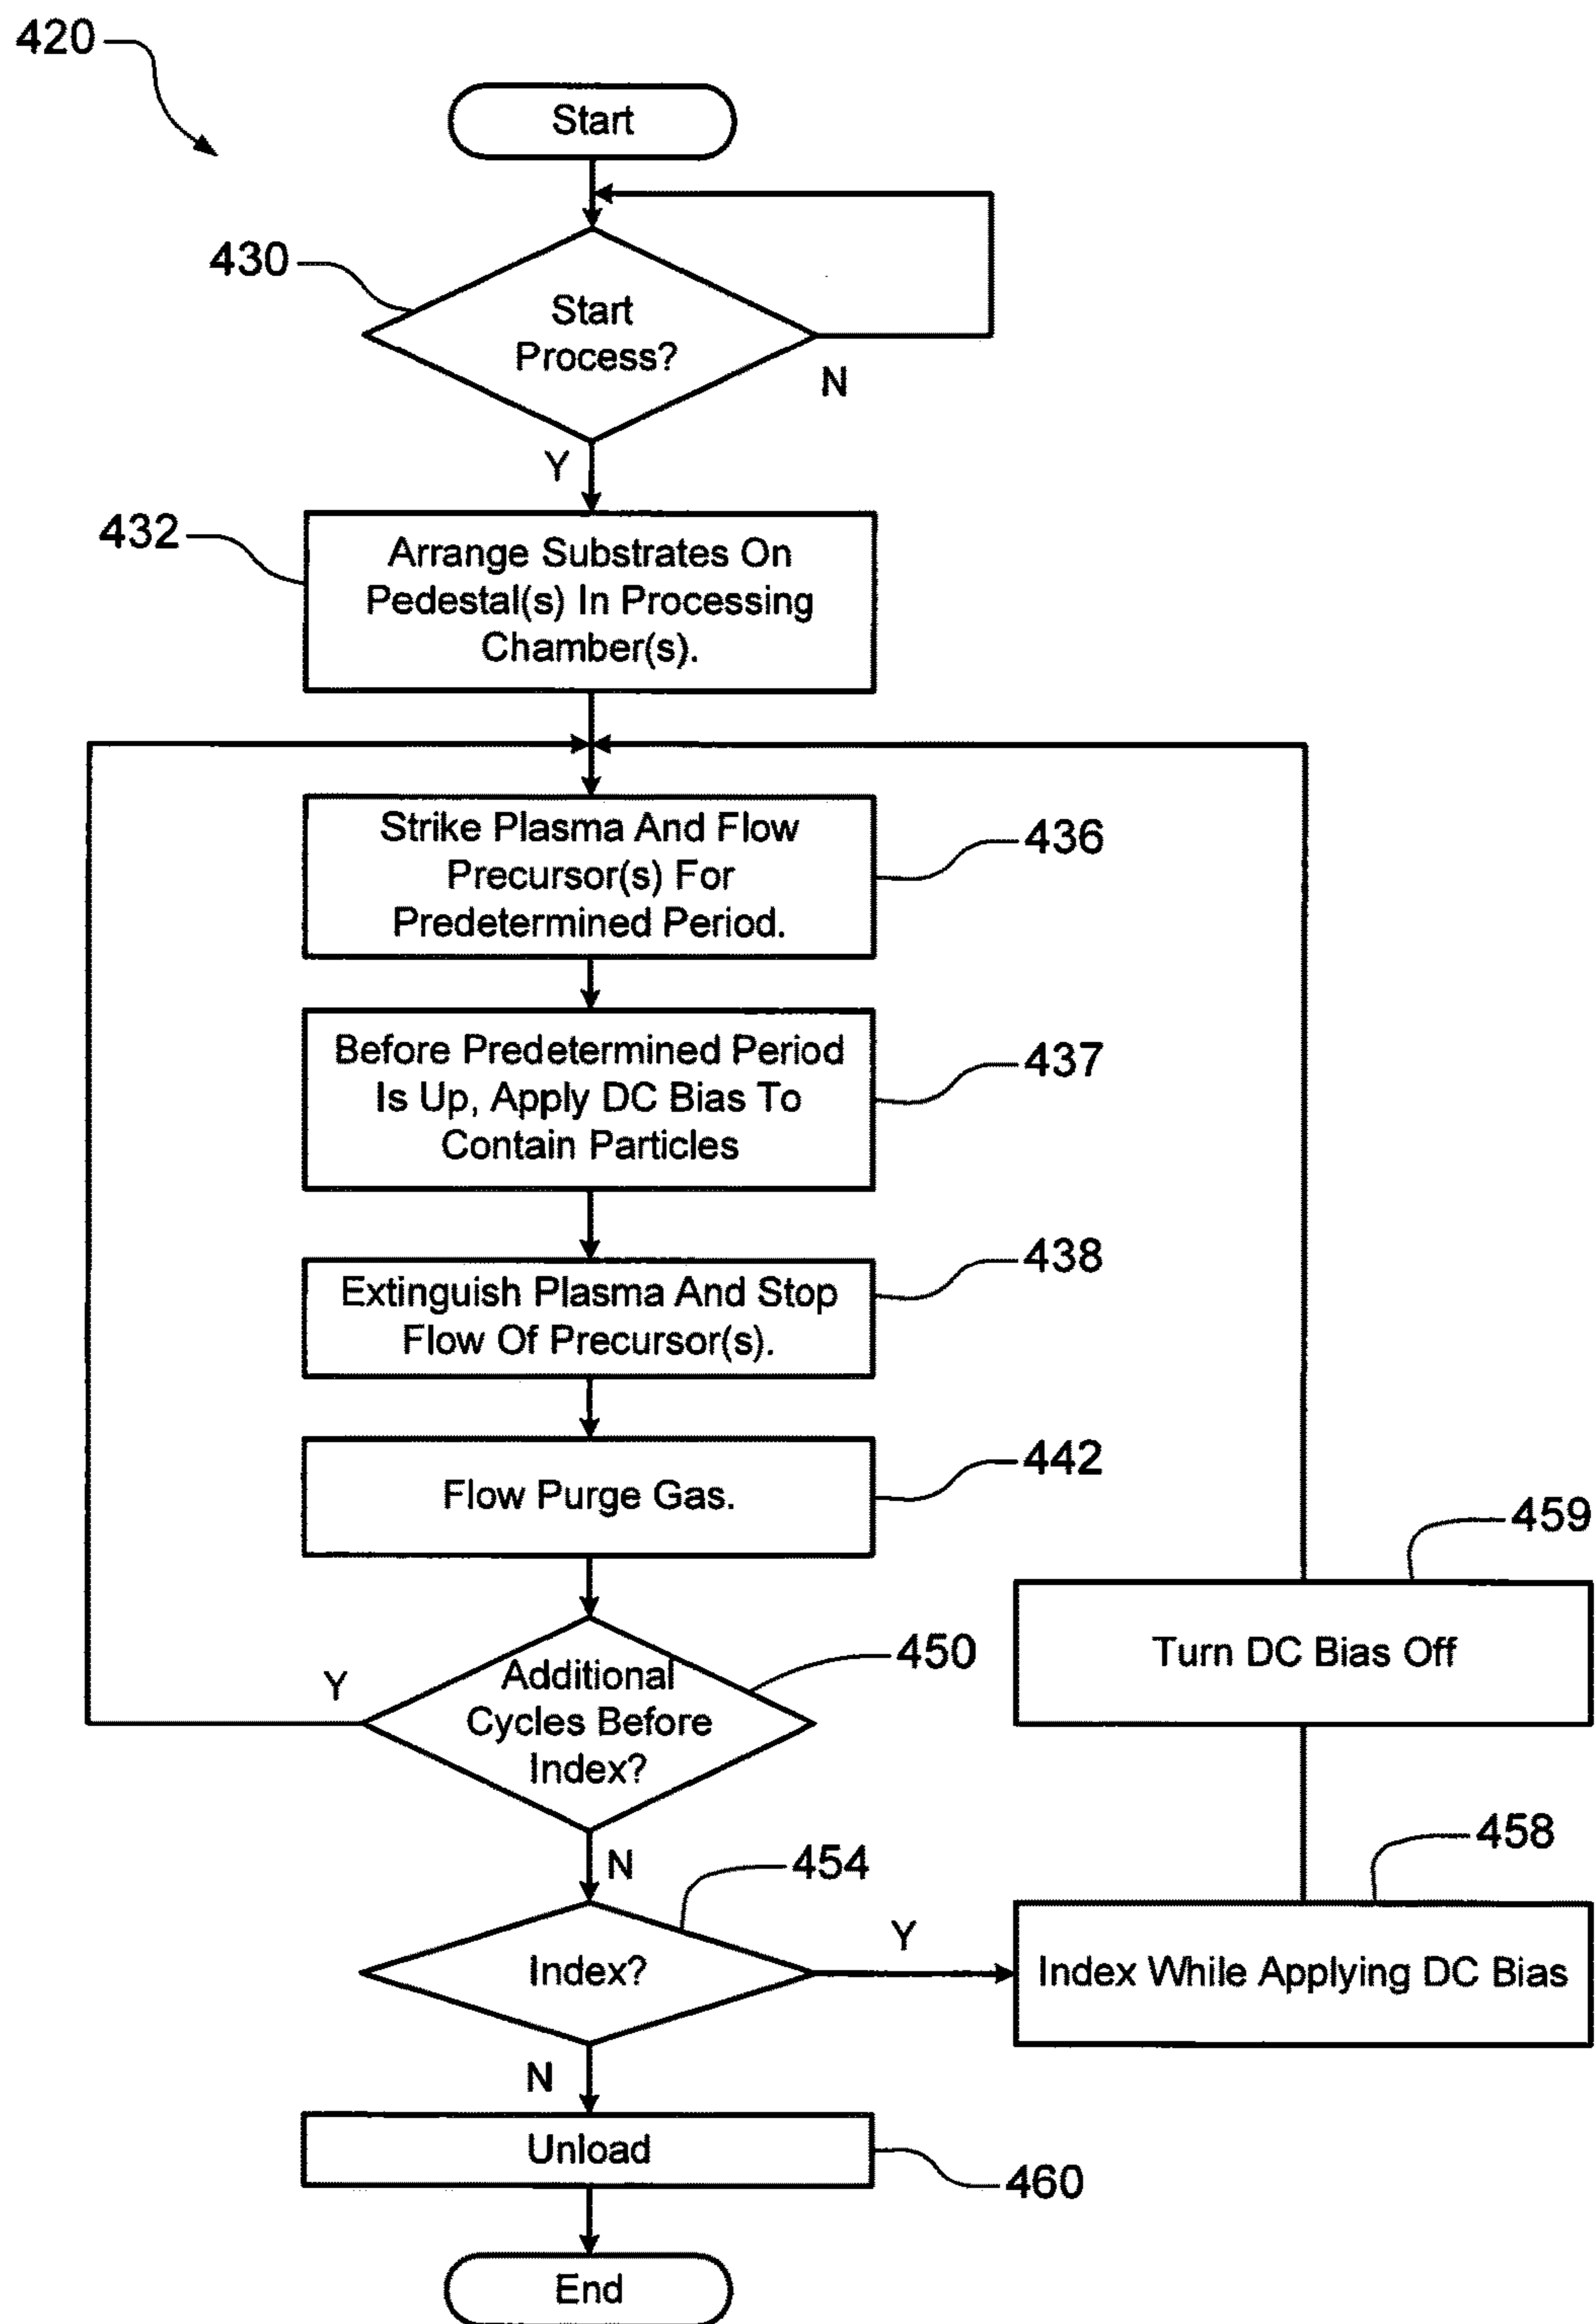 420
Start
430
Start
Process?
N
Y
432
Arrange Substrates On
Pedestal(s) In Processing
Chamber(s).
Strike Plasma And Flow
Precursor(s) For
Predetermined Period.
436
Before Predetermined Period
Is Up, Apply DC Bias To
Contain Particles
437
Extinguish Plasma And Stop
Flow Of Precursor(s).
438
Flow Purge Gas.
442
459
Turn DC Bias Off
Additional
Cycles Before
Index?
450
Y
N
454
Index?
Y
458
Index While Applying DC Bias
N
Unload
460
End